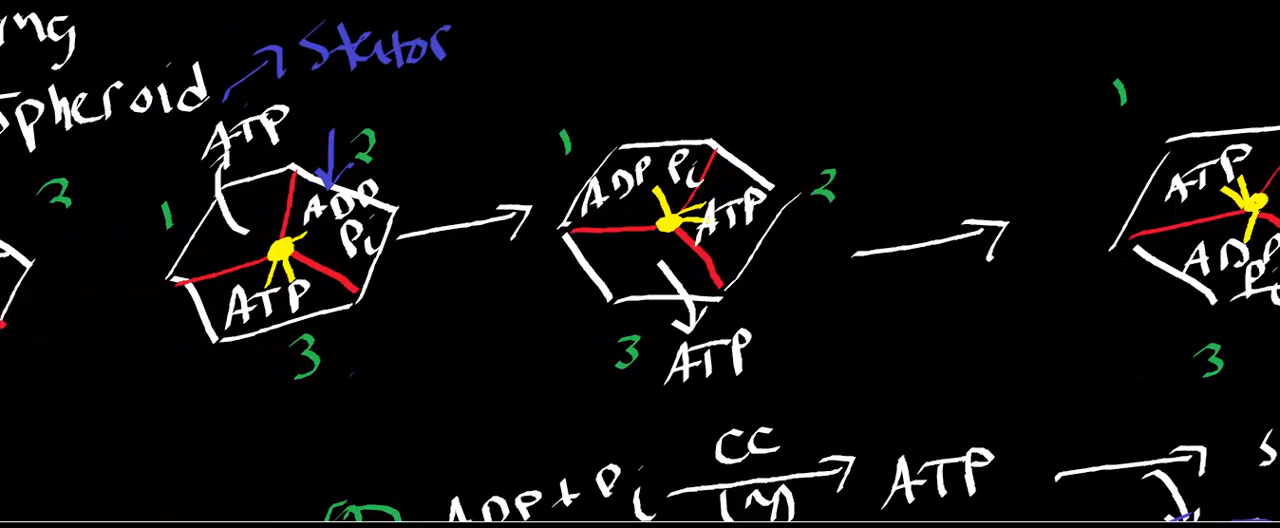 Stator
Spheroid
ATP
2
1
2
ADP
Pi
ATP
3
1
2
ADP Pi
ATP
3
ATP
1
ATP
ADP
3
CC
ADP + Pi
ATP